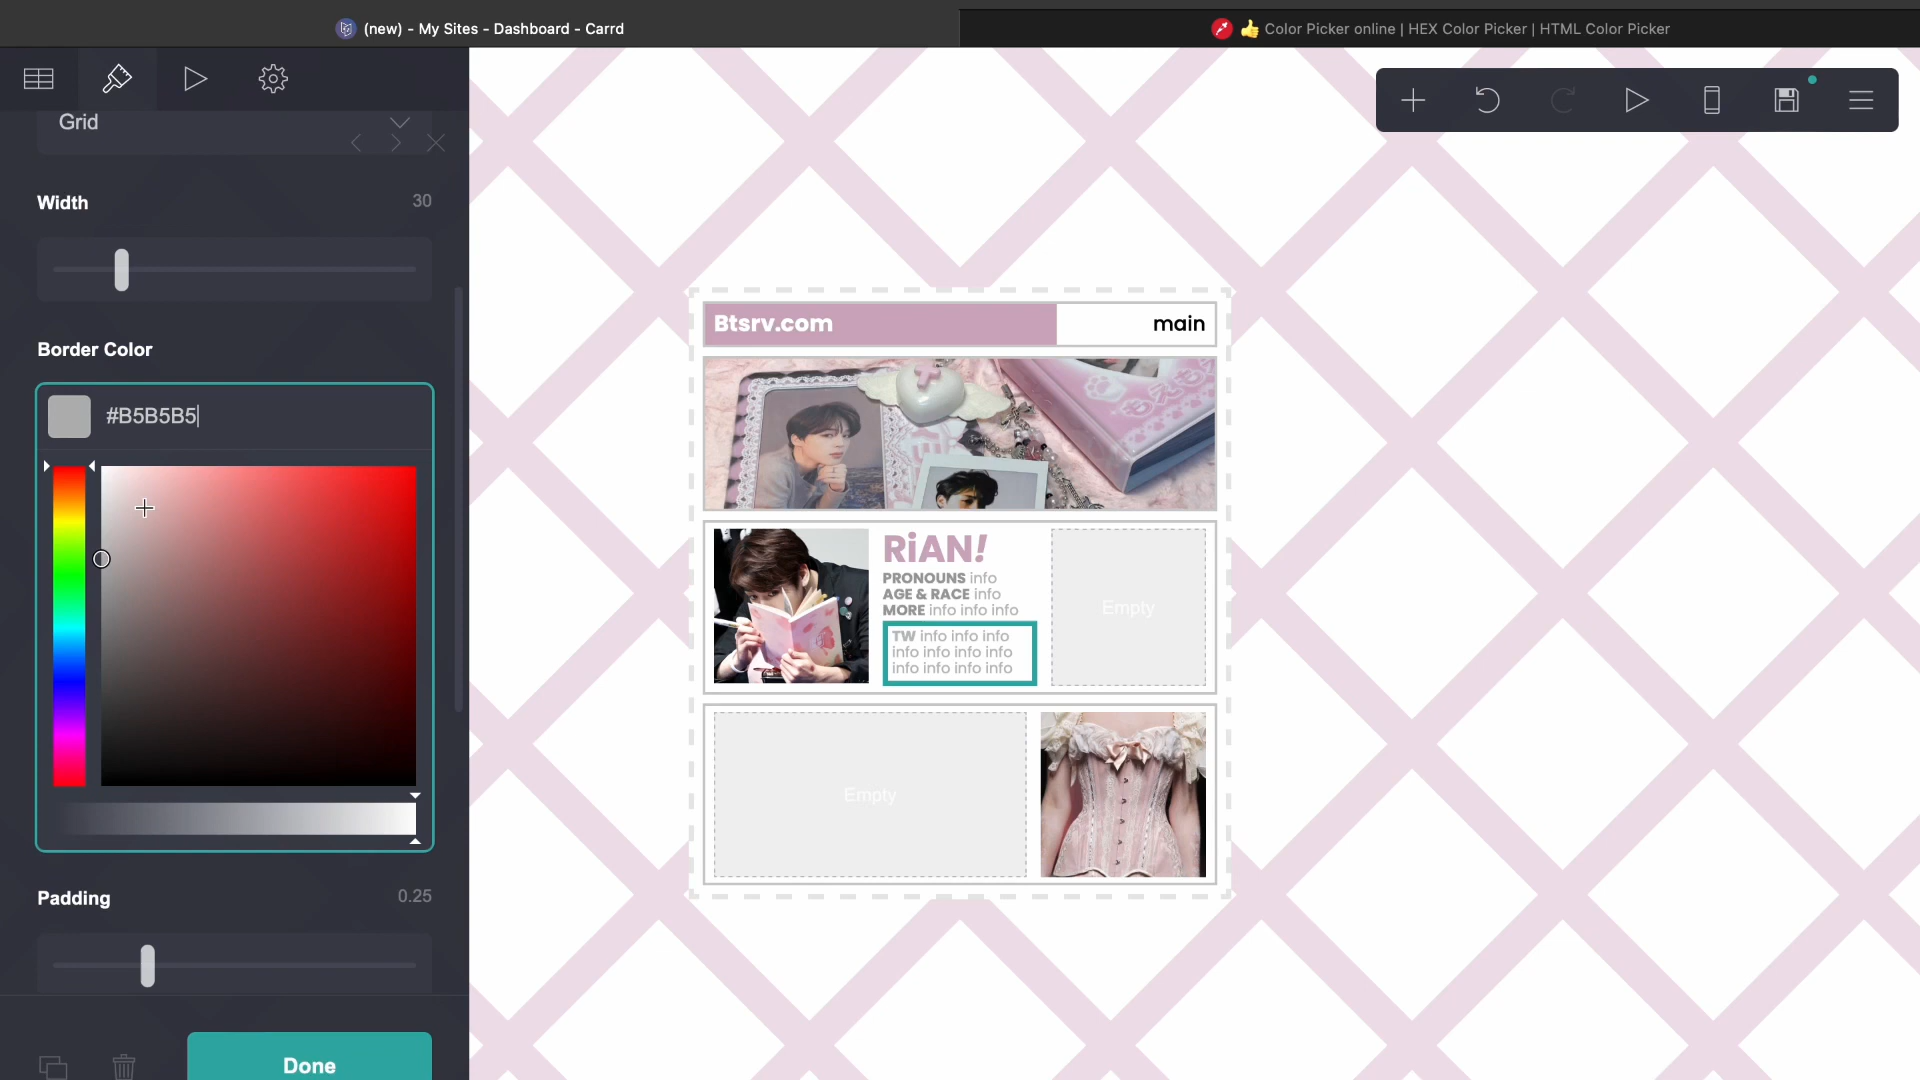 (new) - My Sites - Dashboard - Carrd
👍 Color Picker online | HEX Color Picker | HTML Color Picker
Grid
Width
30
Border Color
#B5B5B5
Padding
0.25
Done
Btsrv.com
main
RiAN!
PRONOUNS info
AGE & RACE info
MORE info info info
TW info info info
info info info info
info info info info
Empty
Empty